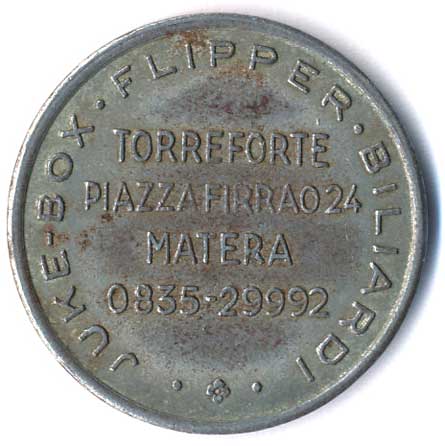 JUKE-BOX · FLIPPER · BILIARDI
TORREFORTE
PIAZZA FIRRAO 24
MATERA
0835-29992